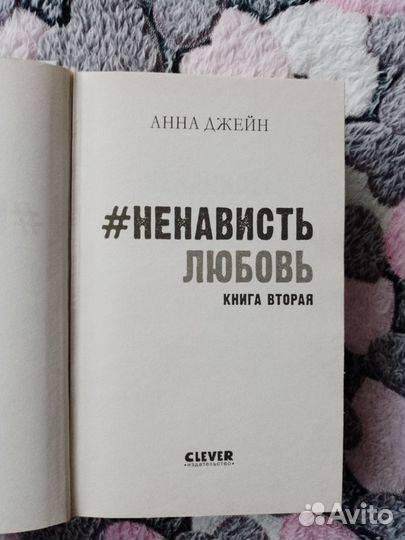 АННА ДЖЕЙН
#НЕНАВИСТЬ
ЛЮБОВЬ
КНИГА ВТОРАЯ
CLEVER
•издательство•
Avito